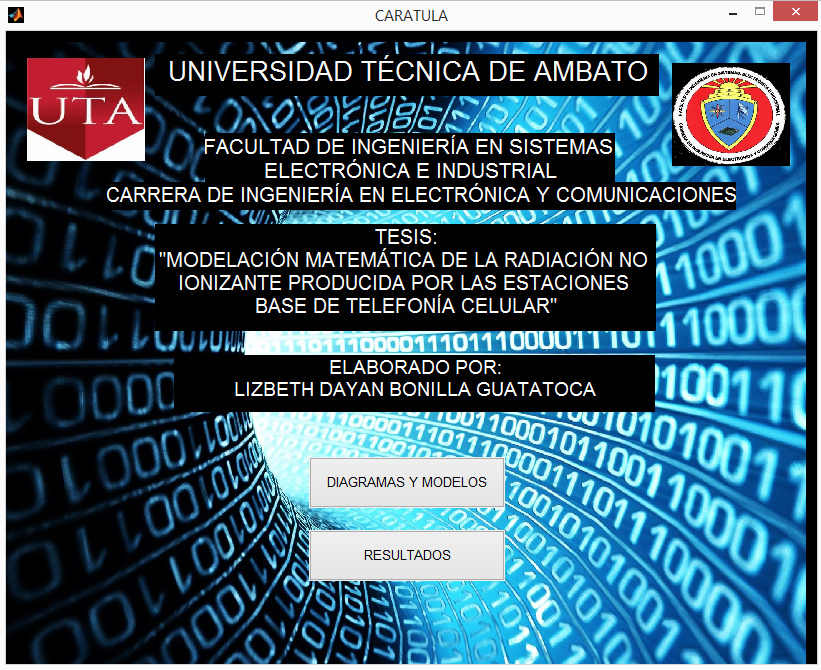 CARATULA
UNIVERSIDAD TÉCNICA DE AMBATO
UTA
FACULTAD DE INGENIERÍA EN SISTEMAS
ELECTRÓNICA E INDUSTRIAL
CARRERA DE INGENIERÍA EN ELECTRÓNICA Y COMUNICACIONES
TESIS:
"MODELACIÓN MATEMÁTICA DE LA RADIACIÓN NO
IONIZANTE PRODUCIDA POR LAS ESTACIONES
BASE DE TELEFONÍA CELULAR"
ELABORADO POR:
LIZBETH DAYAN BONILLA GUATATOCA
DIAGRAMAS Y MODELOS
RESULTADOS